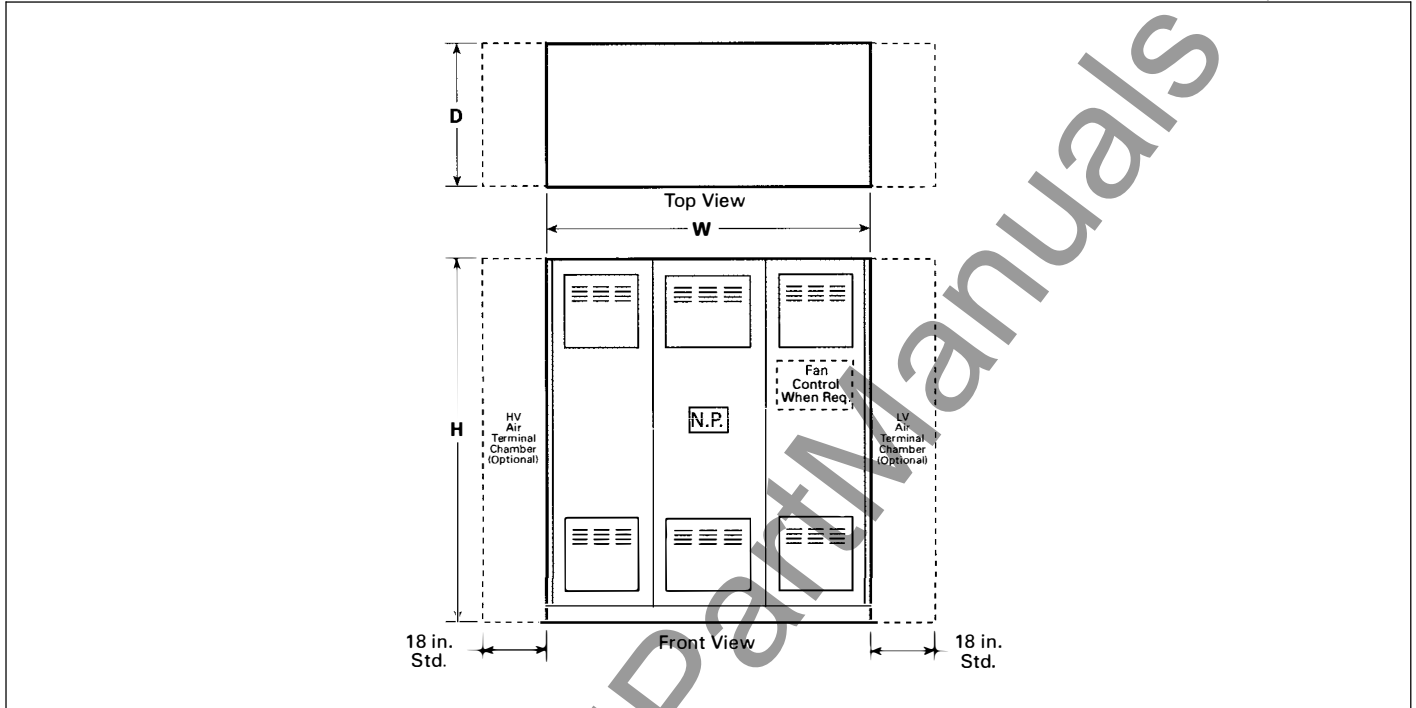 D
Top View
W
H
HV
Air
Terminal
Chamber
(Optional)
N.P.
Fan
Control
When Req.
LV
Air
Terminal
Chamber
(Optional)
18 in.
Std.
Front View
18 in.
Std.
PartManuals